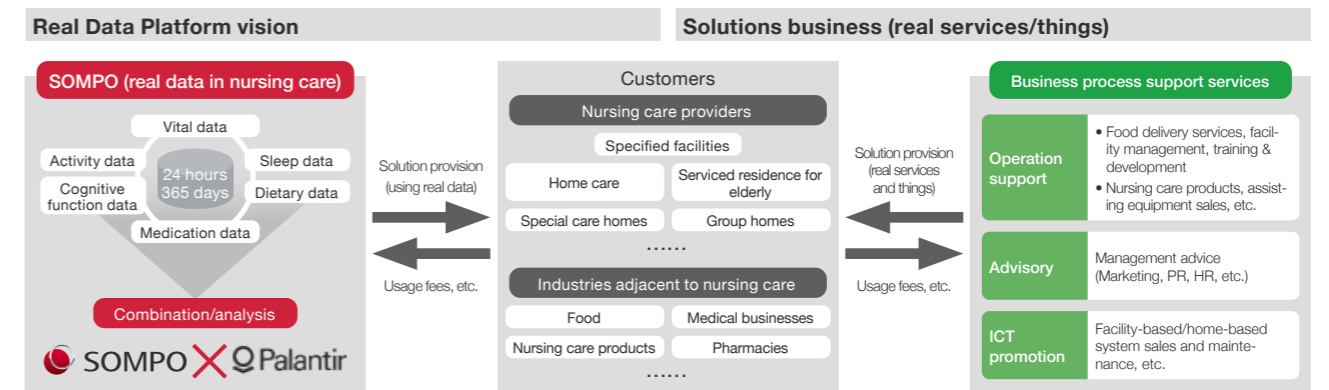 Real Data Platform vision
Solutions business (real services/things)
SOMPO (real data in nursing care)
Vital data
Activity data
Sleep data
24 hours
365 days
Cognitive
function data
Dietary data
Medication data
Combination/analysis
SOMPO
Palantir
Solution provision
(using real data)
Usage fees, etc.
Customers
Nursing care providers
Specified facilities
Home care
Serviced residence for
elderly
Special care homes
Group homes
……
Industries adjacent to nursing care
Food
Medical businesses
Nursing care products
Pharmacies
……
Solution provision
(real services
and things)
Usage fees, etc.
Business process support services
Operation
support
• Food delivery services, facil-
ity management, training &
development
• Nursing care products, assist-
ing equipment sales, etc.
Advisory
Management advice
(Marketing, PR, HR, etc.)
ICT
promotion
Facility-based/home-based
system sales and mainte-
nance, etc.